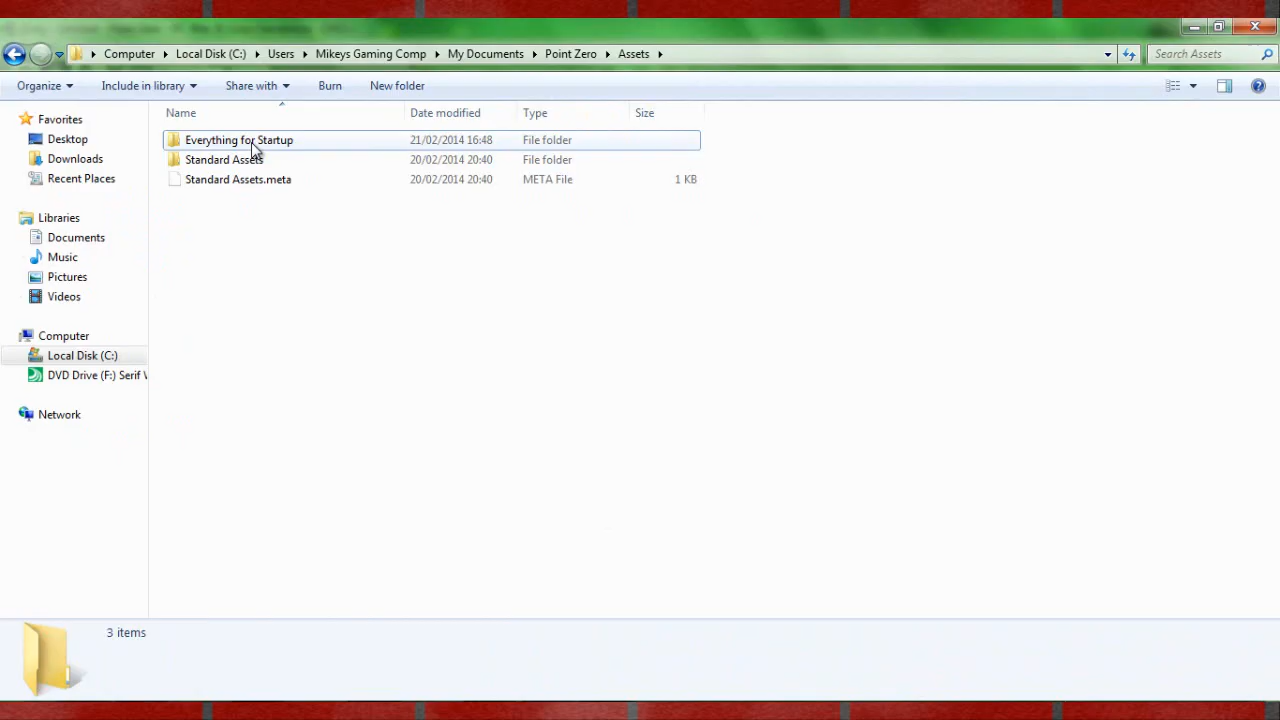 Computer Local Disk (C:) Users Mikeys Gaming Comp My Documents Point Zero Assets Search Assets
Organize Include in library Share with Burn New folder
Name Date modified Type Size
Favorites
Desktop
Downloads
Recent Places
Libraries
Documents
Music
Pictures
Videos
Computer
Local Disk (C:)
DVD Drive (F:) Serif
Network
Everything for Startup 21/02/2014 16:48 File folder
Standard Assets 20/02/2014 20:40 File folder
Standard Assets.meta 20/02/2014 20:40 META File 1 KB
3 items